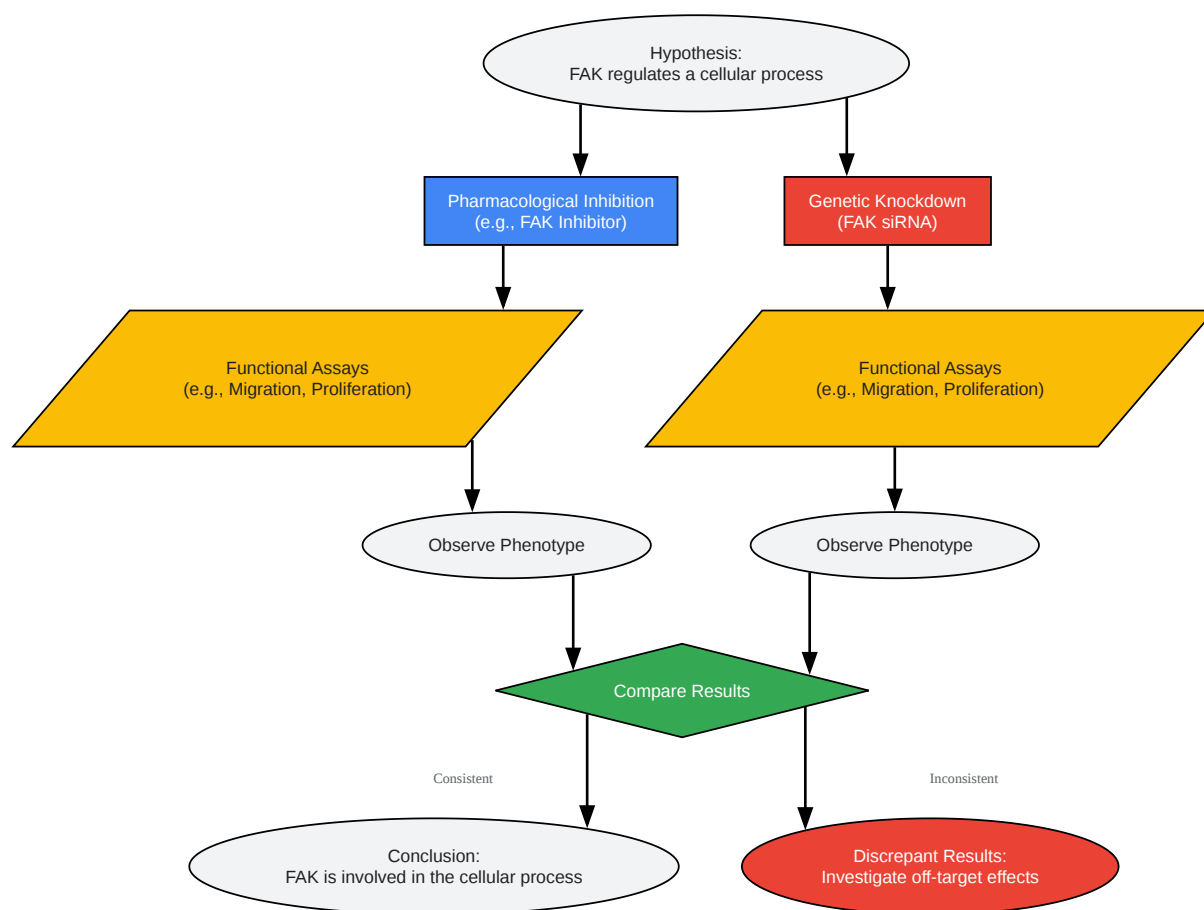 Hypothesis:
FAK regulates a cellular process
Pharmacological Inhibition
(e.g., FAK Inhibitor)
Genetic Knockdown
(FAK siRNA)
Functional Assays
(e.g., Migration, Proliferation)
Functional Assays
(e.g., Migration, Proliferation)
Observe Phenotype
Observe Phenotype
Compare Results
Consistent
Inconsistent
Conclusion:
FAK is involved in the cellular process
Discrepant Results:
Investigate off-target effects